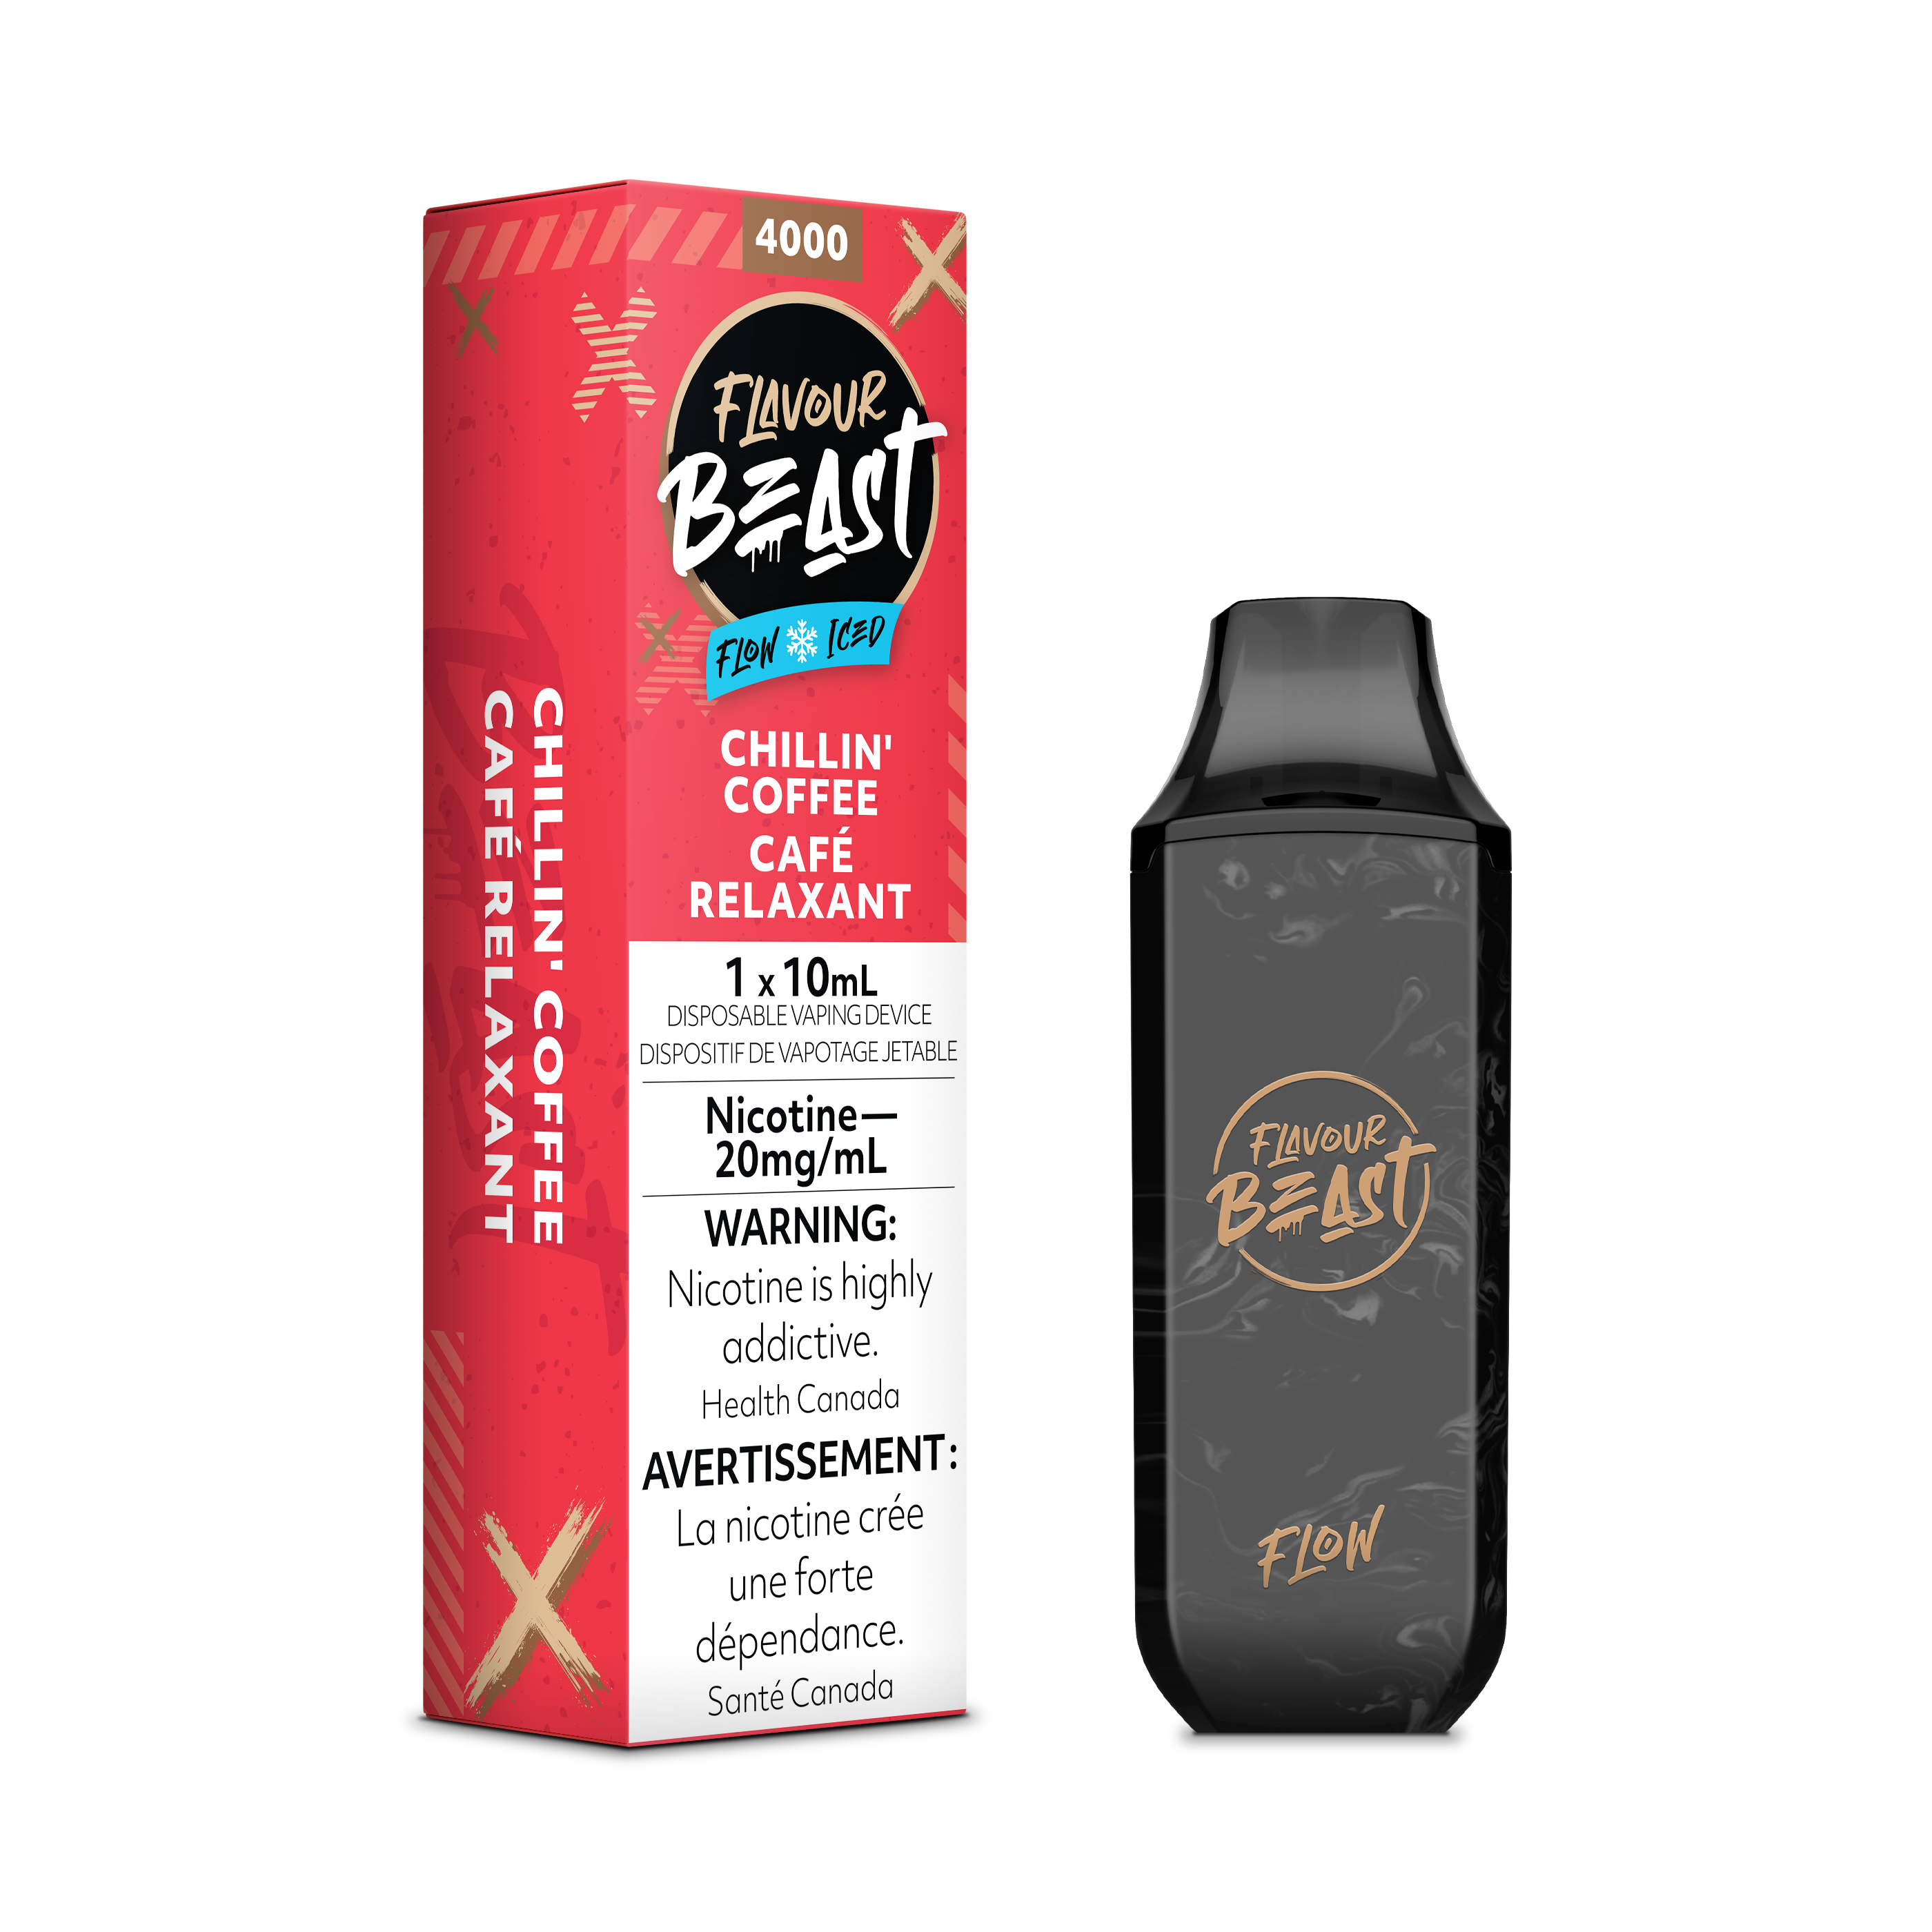 4000
FLAVOUR
BEAST
FLOW ICED
CHILLIN'
COFFEE
CAFÉ
RELAXANT
1 x 10mL
DISPOSABLE VAPING DEVICE
DISPOSITIF DE VAPOTAGE JETABLE
Nicotine—
20mg/mL
WARNING:
Nicotine is highly
addictive.
Health Canada
AVERTISSEMENT :
La nicotine crée
une forte
dépendance.
Santé Canada
CHILLIN' COFFEE
CAFÉ RELAXANT
FLAVOUR
BEAST
FLOW